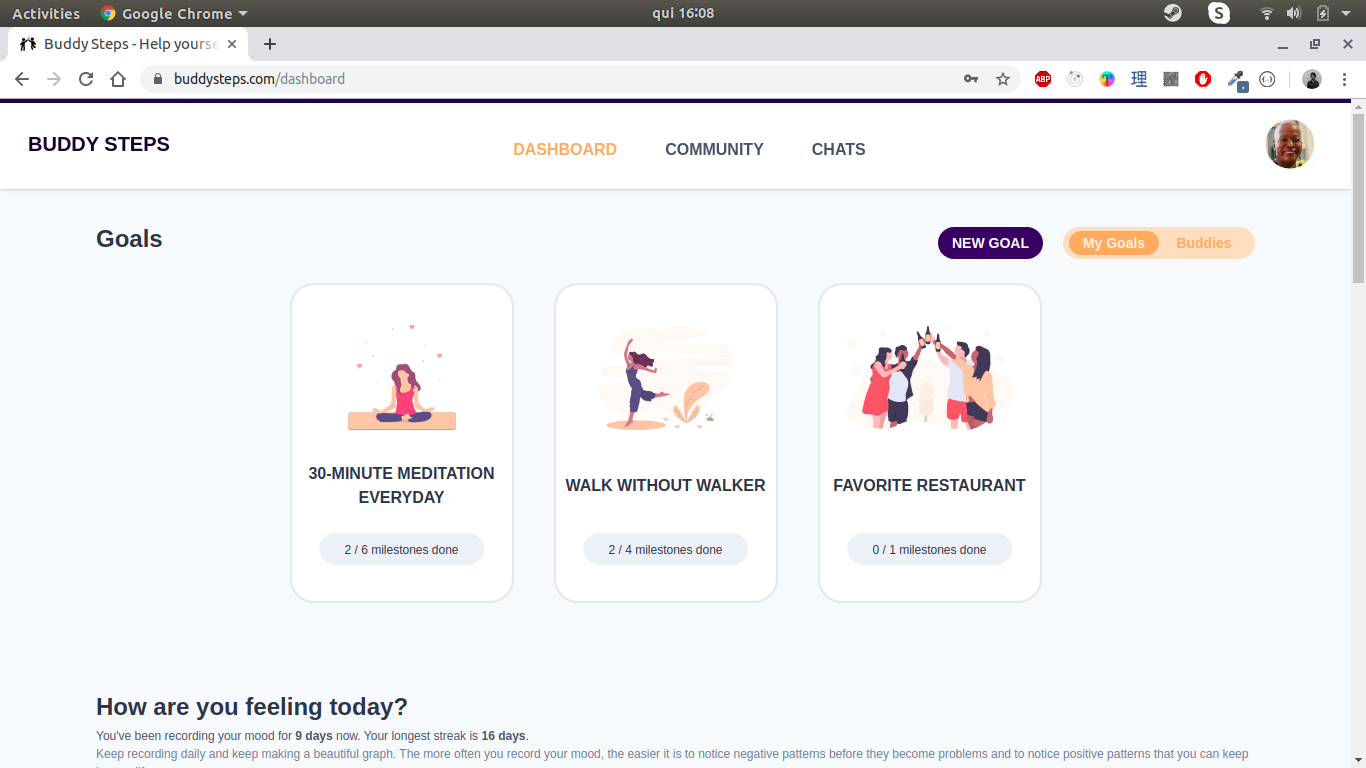 Activities Google Chrome qui 16:08 S
Buddy Steps - Help yourse
buddysteps.com/dashboard ABP 理
BUDDY STEPS DASHBOARD COMMUNITY CHATS
Goals NEW GOAL My Goals Buddies
30-MINUTE MEDITATION
EVERYDAY
2 / 6 milestones done
WALK WITHOUT WALKER
2 / 4 milestones done
FAVORITE RESTAURANT
0 / 1 milestones done
How are you feeling today?
You've been recording your mood for 9 days now. Your longest streak is 16 days.
Keep recording daily and keep making a beautiful graph. The more often you record your mood, the easier it is to notice negative patterns before they become problems and to notice positive patterns that you can keep